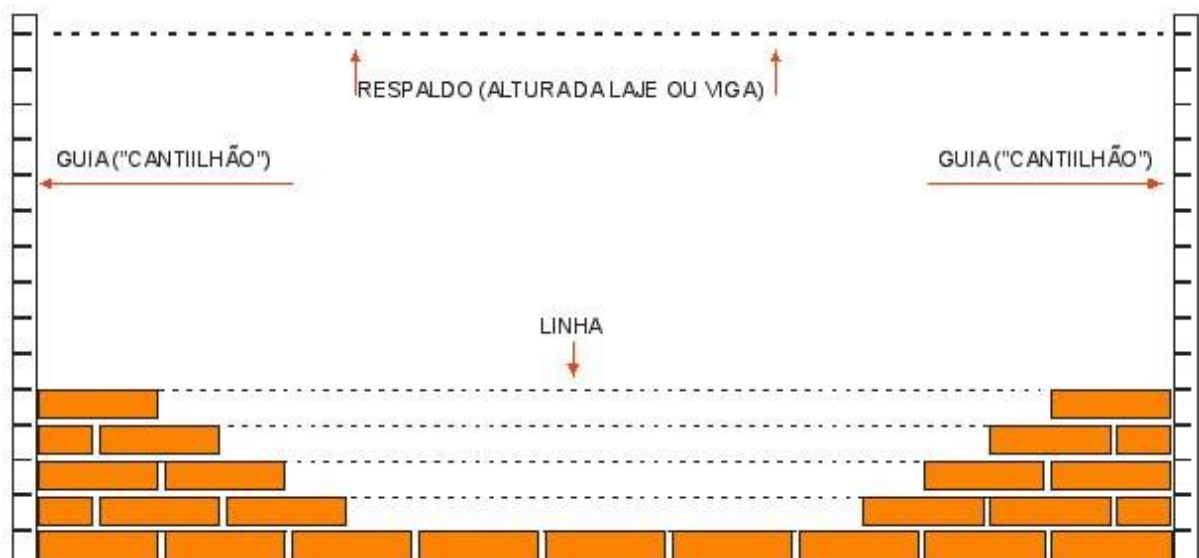 RESPALDO (ALTURA DA LAJE OU VIGA)
GUIA ("CANTIILHÃO")
GUIA ("CANTIILHÃO")
LINHA